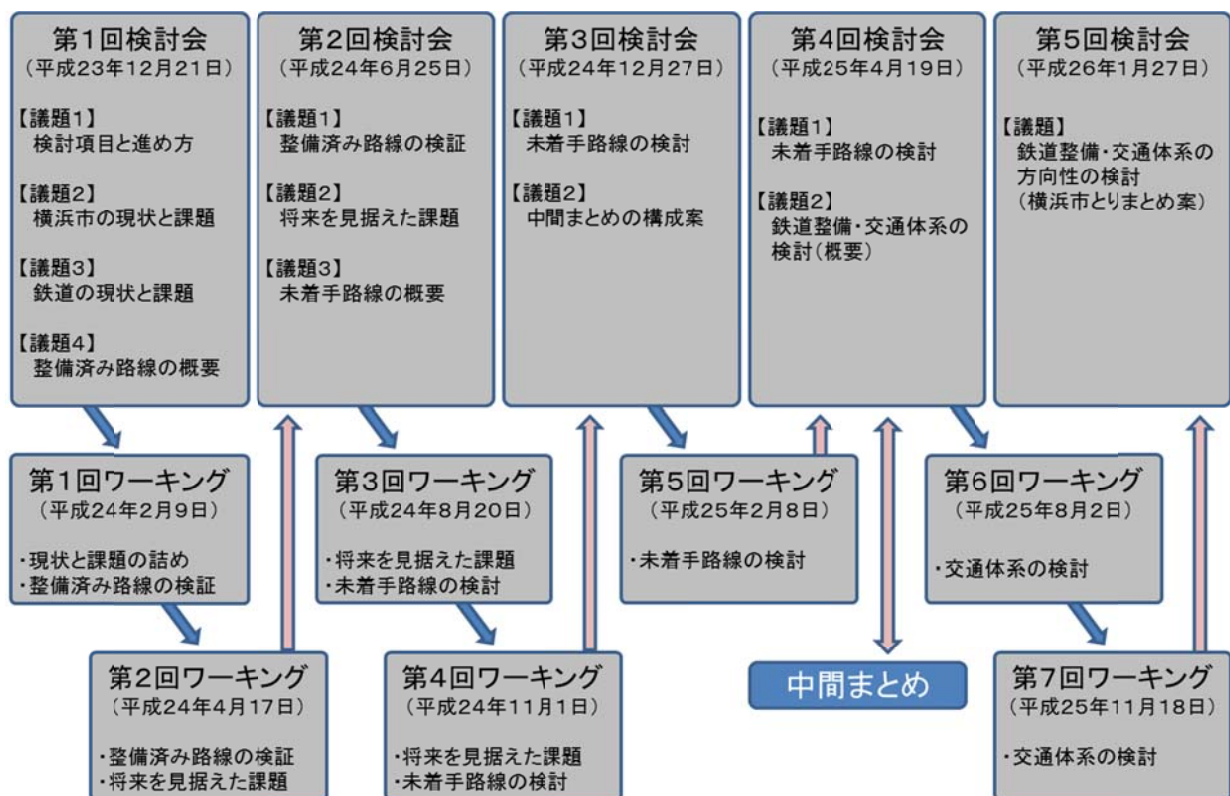 第1回検討会
(平成23年12月21日)
【議題1】
検討項目と進め方
【議題2】
横浜市の現状と課題
【議題3】
鉄道の現状と課題
【議題4】
整備済み路線の概要
第2回検討会
(平成24年6月25日)
【議題1】
整備済み路線の検証
【議題2】
将来を見据えた課題
【議題3】
未着手路線の概要
第3回検討会
(平成24年12月27日)
【議題1】
未着手路線の検討
【議題2】
中間まとめの構成案
第4回検討会
(平成25年4月19日)
【議題1】
未着手路線の検討
【議題2】
鉄道整備・交通体系の
検討(概要)
第5回検討会
(平成26年1月27日)
【議題】
鉄道整備・交通体系の
方向性の検討
(横浜市とりまとめ案)
第1回ワーキング
(平成24年2月9日)
・現状と課題の詰め
・整備済み路線の検証
第3回ワーキング
(平成24年8月20日)
・将来を見据えた課題
・未着手路線の検討
第5回ワーキング
(平成25年2月8日)
・未着手路線の検討
第6回ワーキング
(平成25年8月2日)
・交通体系の検討
第2回ワーキング
(平成24年4月17日)
・整備済み路線の検証
・将来を見据えた課題
第4回ワーキング
(平成24年11月1日)
・将来を見据えた課題
・未着手路線の検討
中間まとめ
第7回ワーキング
(平成25年11月18日)
・交通体系の検討